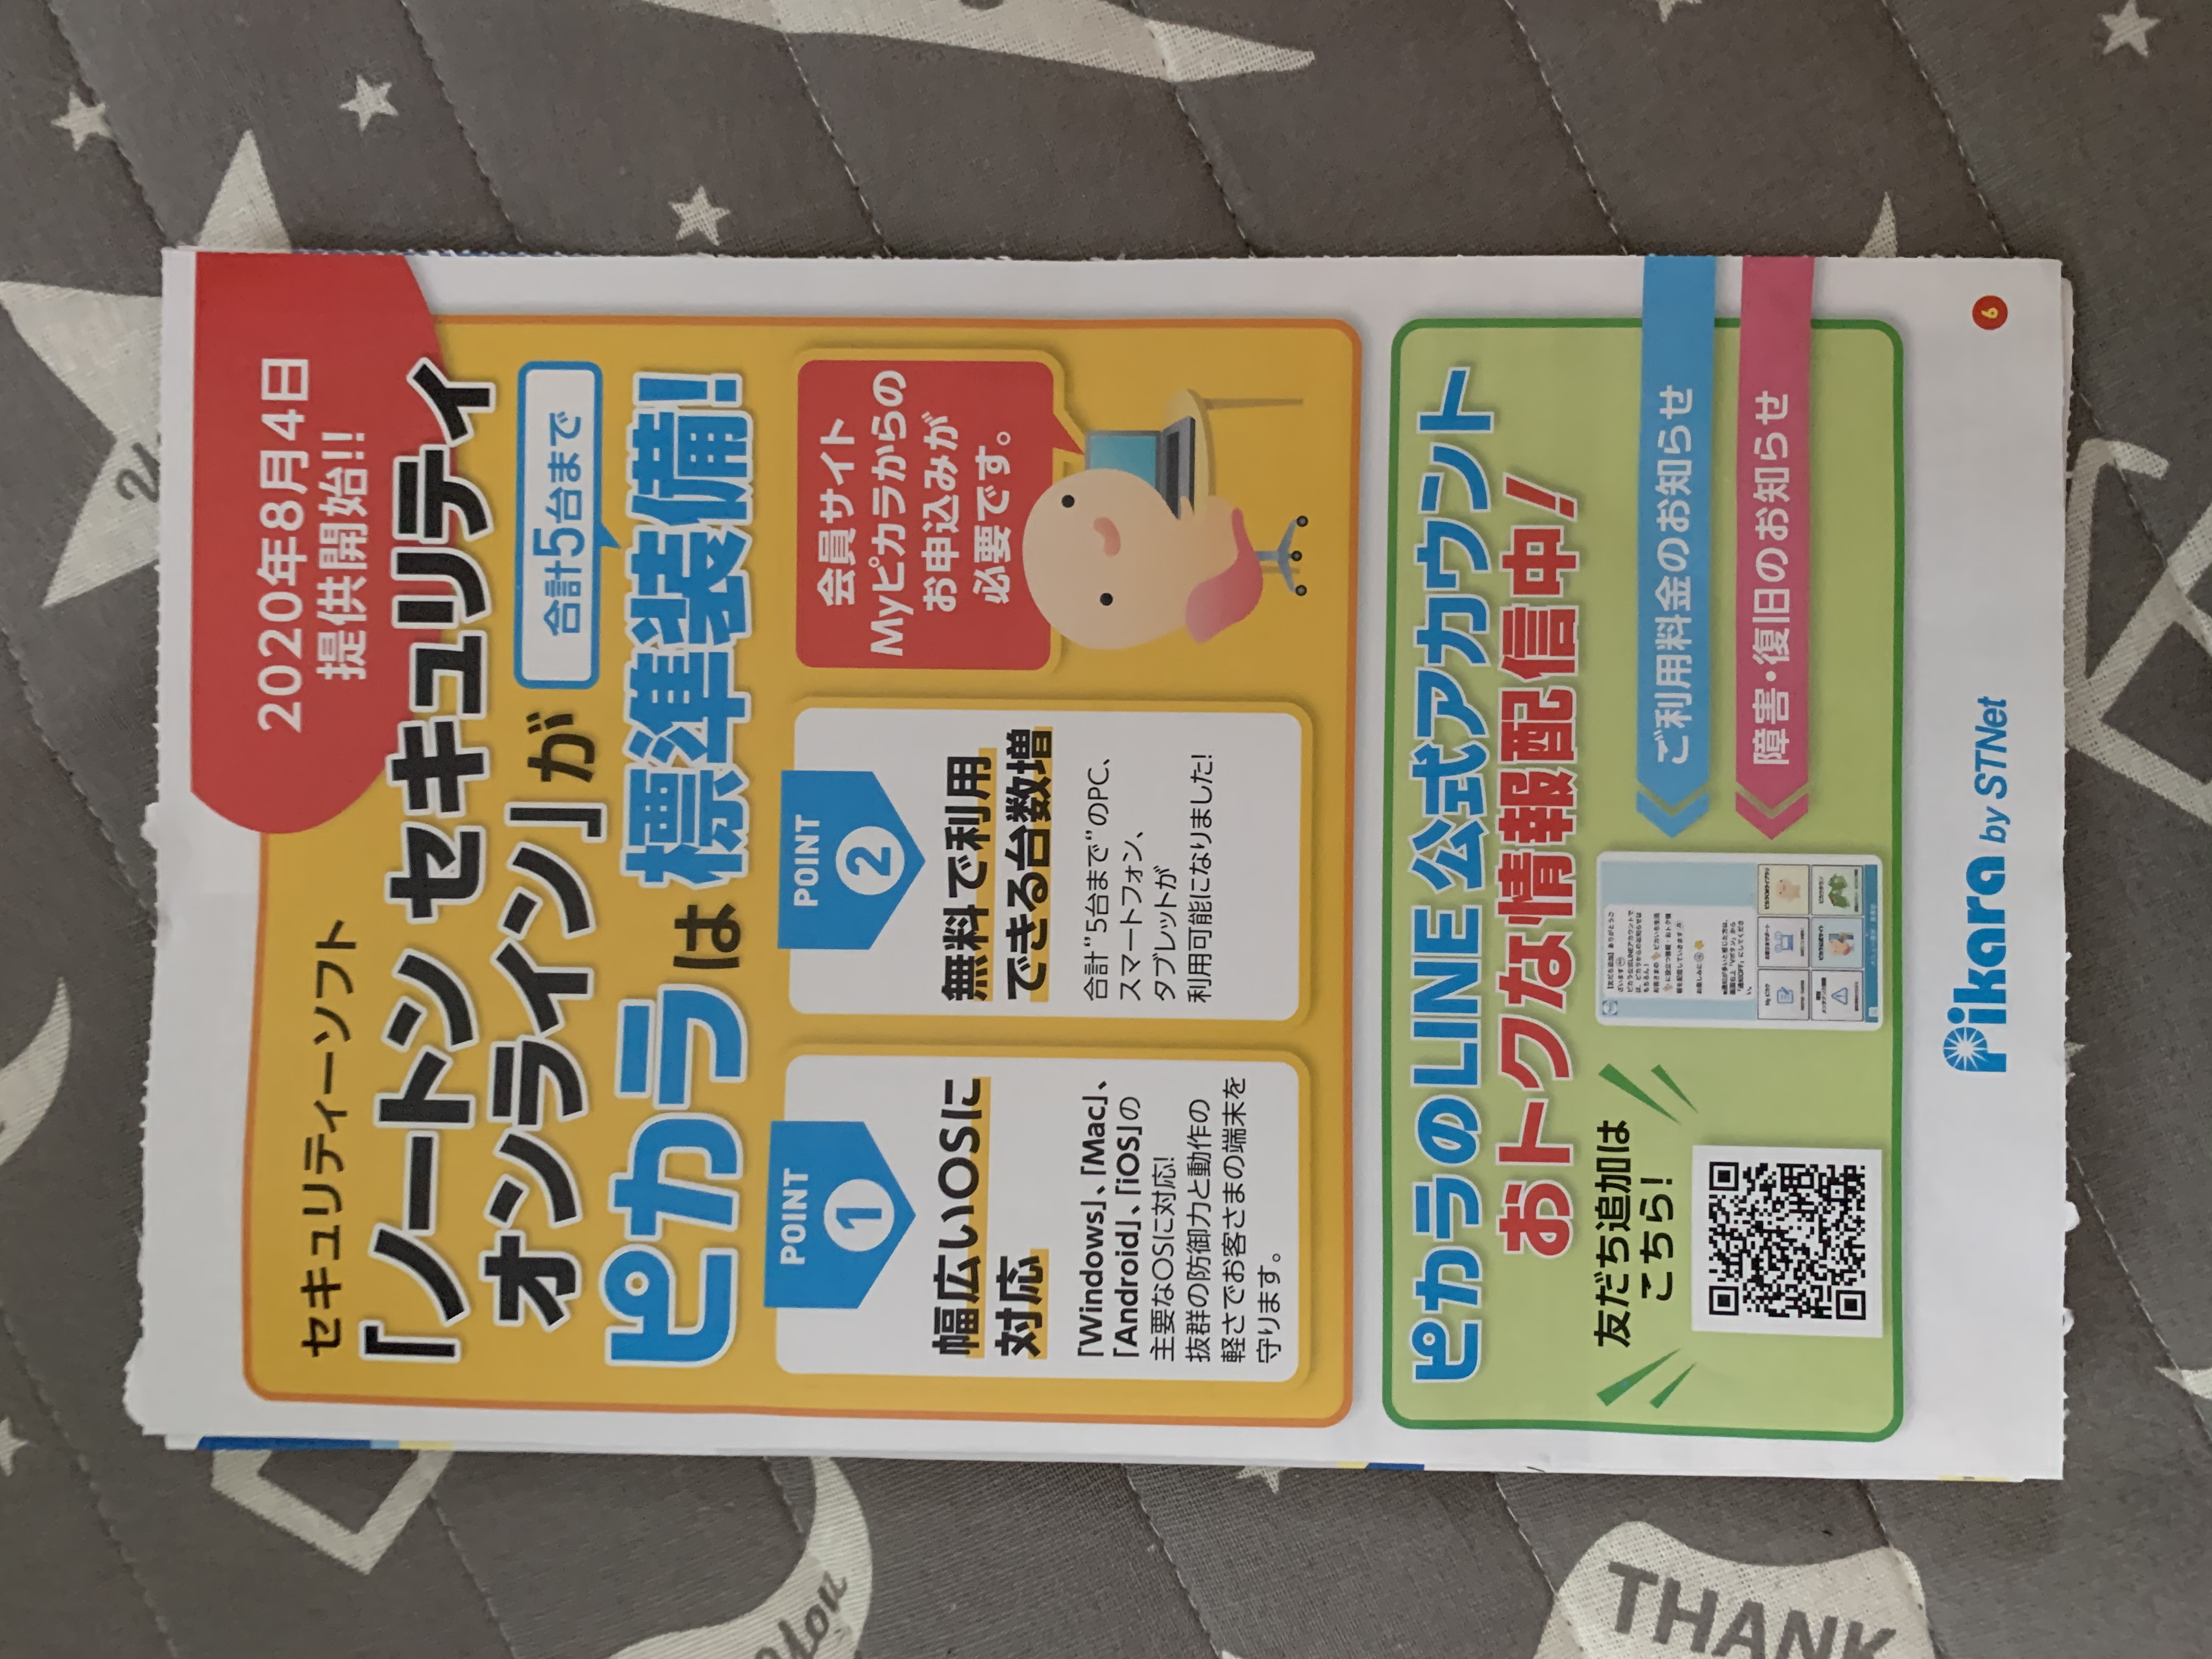 2020年8月4日
提供開始!!
セキュリティーソフト
「ノートン セキュリティ
オンライン」が
合計5台まで
ピカラは標準装備!
POINT
1
幅広いOSに
対応
「Windows」、「Mac」、
「Android」、「iOS」の
主要なOSに対応!
抜群の防御力と動作の
軽さでお客さまの端末を
守ります。
POINT
2
無料で利用
できる台数増
合計“5台まで”のPC、
スマートフォン、
タブレットが
利用可能になりました!
会員サイト
Myピカラからの
お申込みが
必要です。
ピカラのLINE 公式アカウント
おトクな情報配信中!
友だち追加は
こちら!
ご利用料金のお知らせ
障害・復旧のお知らせ
Pikara by STNet
6
THANK